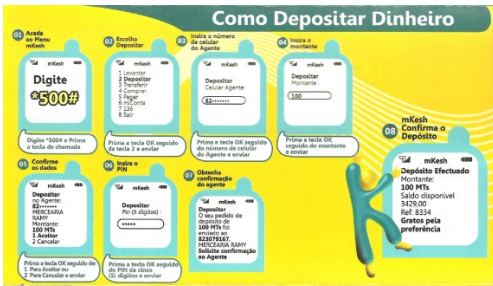 Como Depositar Dinheiro
01 Aceda
ao Menu
mKesh
mKesh
Digite
*500#
Digite *500# e Prima
a tecla de chamada
02 Escolha
Depositar
mKesh
1 Levantar
2 Depositar
3 Transferir
4 Comprar
5 Pagar
6 miConta
7 136
8 Sair
Prima a tecla OK seguido
da tecla 2 e enviar
03 Insira o número
de celular
do Agente
mKesh
Depositar
Celular Agente:
82•••••••
Prima a tecla OK seguido
do número de celular
do Agente e enviar
04 Insira o
montante
mKesh
Depositar
Montante:
100
Prima a tecla OK
seguido do montante
e enviar
05 Confirme
os dados
mKesh
Depositar
no Agente:
82•••••••
MERCEARIA
RAMY
Montante:
100 MTs
1 Aceitar
2 Cancelar
Prima a tecla OK seguido de
1 Para Aceitar ou
2 Para Cancelar e enviar
06 Insira o
PIN
mKesh
Depositar
Pin (5 dígitos) :
*****
Prima a tecla OK seguido
do PIN de cinco
(5) dígitos e enviar
07 Obtenha
confirmação
do agente
mKesh
Depositar
O seu pedido de
depósito de
100 MTs foi
enviado ao
823079167,
MERCEARIA RAMY
Solicite confirmação
ao Agente
08 mKesh
Confirma o
Depósito
mKesh
Depósito Efectuado
Montante:
100 MTs
Saldo disponível
3429,00
Ref: 8334
Gratos pela
preferência